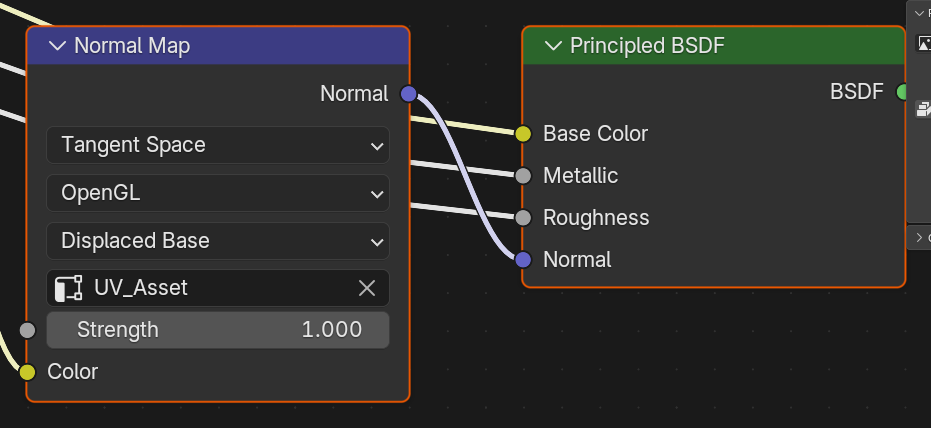 Normal Map
Normal
Tangent Space
OpenGL
Displaced Base
UV_Asset
Strength 1.000
Color
Principled BSDF
BSDF
Base Color
Metallic
Roughness
Normal